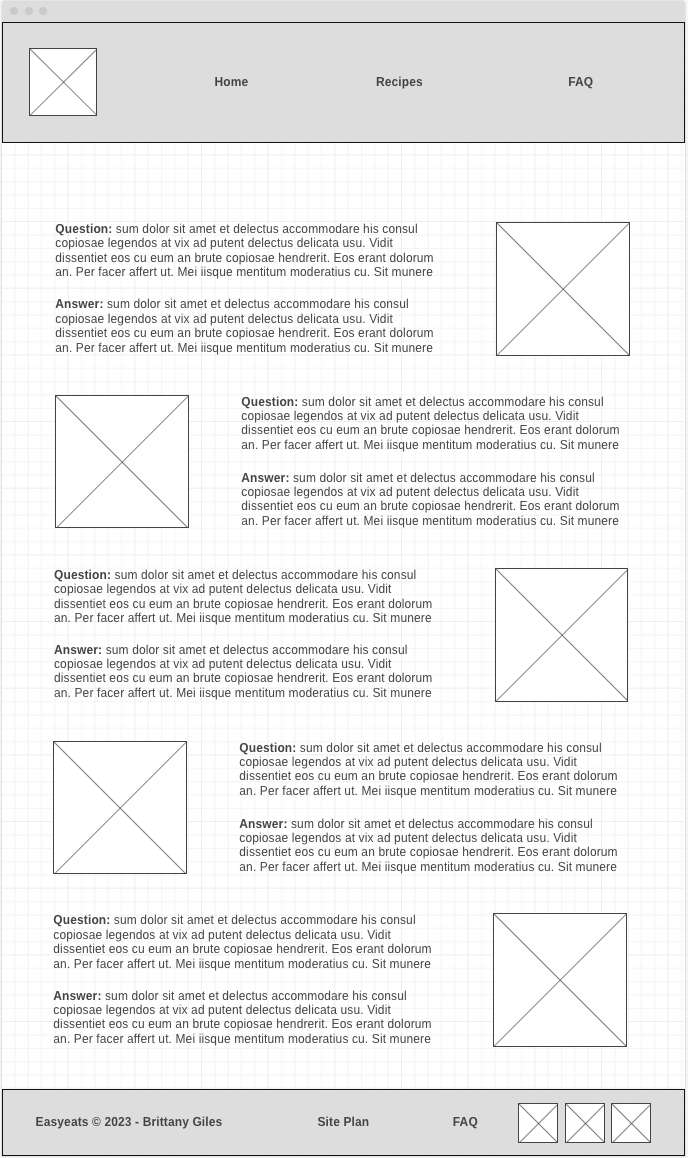 Home Recipes FAQ
Question: sum dolor sit amet et delectus accommodare his consul
copiosae legendos at vix ad putent delectus delicata usu. Vidit
dissentiet eos cu eum an brute copiosae hendrerit. Eos erant dolorum
an. Per facer affert ut. Mei iisque mentitum moderatius cu. Sit munere
Answer: sum dolor sit amet et delectus accommodare his consul
copiosae legendos at vix ad putent delectus delicata usu. Vidit
dissentiet eos cu eum an brute copiosae hendrerit. Eos erant dolorum
an. Per facer affert ut. Mei iisque mentitum moderatius cu. Sit munere
Question: sum dolor sit amet et delectus accommodare his consul
copiosae legendos at vix ad putent delectus delicata usu. Vidit
dissentiet eos cu eum an brute copiosae hendrerit. Eos erant dolorum
an. Per facer affert ut. Mei iisque mentitum moderatius cu. Sit munere
Answer: sum dolor sit amet et delectus accommodare his consul
copiosae legendos at vix ad putent delectus delicata usu. Vidit
dissentiet eos cu eum an brute copiosae hendrerit. Eos erant dolorum
an. Per facer affert ut. Mei iisque mentitum moderatius cu. Sit munere
Question: sum dolor sit amet et delectus accommodare his consul
copiosae legendos at vix ad putent delectus delicata usu. Vidit
dissentiet eos cu eum an brute copiosae hendrerit. Eos erant dolorum
an. Per facer affert ut. Mei iisque mentitum moderatius cu. Sit munere
Answer: sum dolor sit amet et delectus accommodare his consul
copiosae legendos at vix ad putent delectus delicata usu. Vidit
dissentiet eos cu eum an brute copiosae hendrerit. Eos erant dolorum
an. Per facer affert ut. Mei iisque mentitum moderatius cu. Sit munere
Question: sum dolor sit amet et delectus accommodare his consul
copiosae legendos at vix ad putent delectus delicata usu. Vidit
dissentiet eos cu eum an brute copiosae hendrerit. Eos erant dolorum
an. Per facer affert ut. Mei iisque mentitum moderatius cu. Sit munere
Answer: sum dolor sit amet et delectus accommodare his consul
copiosae legendos at vix ad putent delectus delicata usu. Vidit
dissentiet eos cu eum an brute copiosae hendrerit. Eos erant dolorum
an. Per facer affert ut. Mei iisque mentitum moderatius cu. Sit munere
Question: sum dolor sit amet et delectus accommodare his consul
copiosae legendos at vix ad putent delectus delicata usu. Vidit
dissentiet eos cu eum an brute copiosae hendrerit. Eos erant dolorum
an. Per facer affert ut. Mei iisque mentitum moderatius cu. Sit munere
Answer: sum dolor sit amet et delectus accommodare his consul
copiosae legendos at vix ad putent delectus delicata usu. Vidit
dissentiet eos cu eum an brute copiosae hendrerit. Eos erant dolorum
an. Per facer affert ut. Mei iisque mentitum moderatius cu. Sit munere
Easyeats © 2023 - Brittany Giles Site Plan FAQ